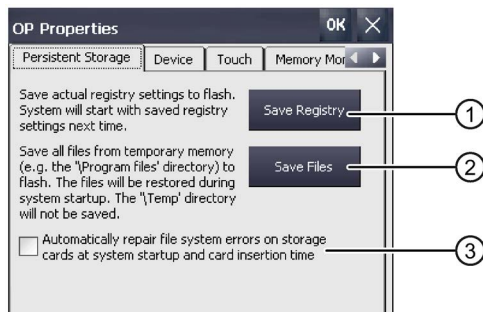 OP Properties OK
Persistent Storage Device Touch Memory Mor
Save actual registry settings to flash.
System will start with saved registry
settings next time.
Save Registry
1
Save all files from temporary memory
(e.g. the "\Program files' directory) to
flash. The files will be restored during
system startup. The "\Temp' directory
will not be saved.
Save Files
2
Automatically repair file system errors on storage
cards at system startup and card insertion time
3